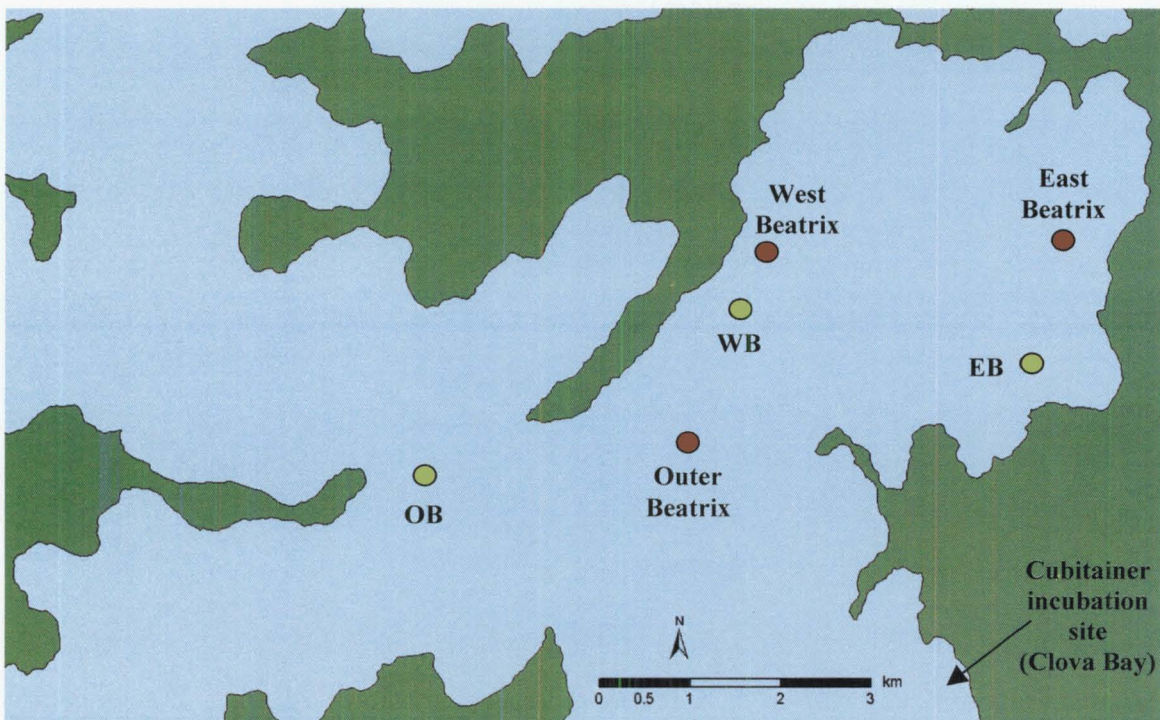 West
Beatrix
East
Beatrix
WB
EB
Outer
Beatrix
OB
Cubitainer
incubation
site
(Clova Bay)
N
km
0 0.5 1 2 3